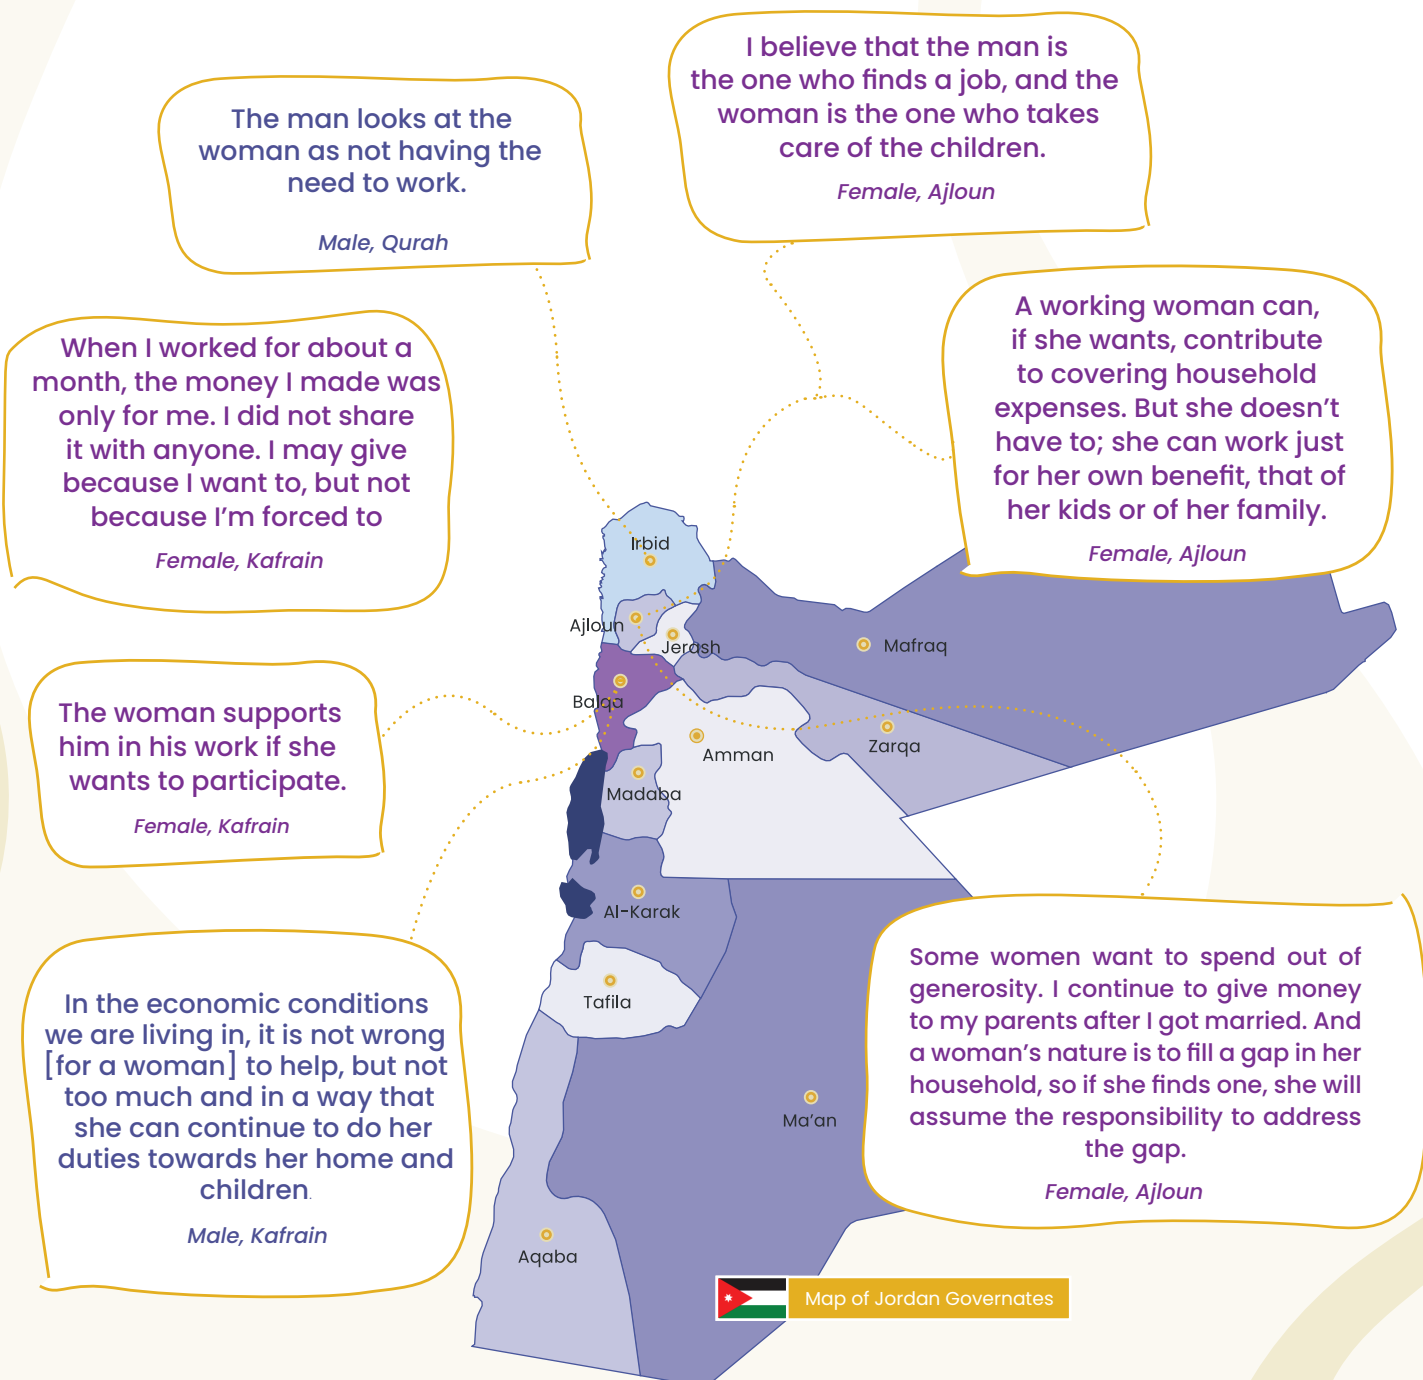 I believe that the man is
the one who finds a job, and the
woman is the one who takes
care of the children.
Female, Ajloun
The man looks at the
woman as not having the
need to work.
Male, Qurah
A working woman can,
if she wants, contribute
to covering household
expenses. But she doesn't
have to; she can work just
for her own benefit, that of
her kids or of her family.
Female, Ajloun
When I worked for about a
month, the money I made was
only for me. I did not share
it with anyone. I may give
because I want to, but not
because I'm forced to
Female, Kafrain
Irbid
Ajloun
Jerash
Mafraq
Balqa
Amman
Zarqa
Madaba
Al-Karak
Tafila
Ma'an
Aqaba
The woman supports
him in his work if she
wants to participate.
Female, Kafrain
In the economic conditions
we are living in, it is not wrong
[for a woman] to help, but not
too much and in a way that
she can continue to do her
duties towards her home and
children.
Male, Kafrain
Some women want to spend out of
generosity. I continue to give money
to my parents after I got married. And
a woman's nature is to fill a gap in her
household, so if she finds one, she will
assume the responsibility to address
the gap.
Female, Ajloun
Map of Jordan Governates